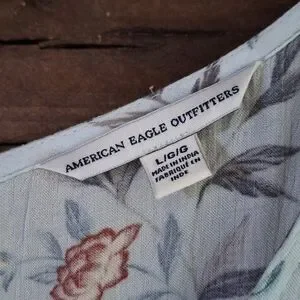 AMERICAN EAGLE OUTFITTERS
L/G/G
MADE IN INDIA
FABRIQUÉ EN
INDE